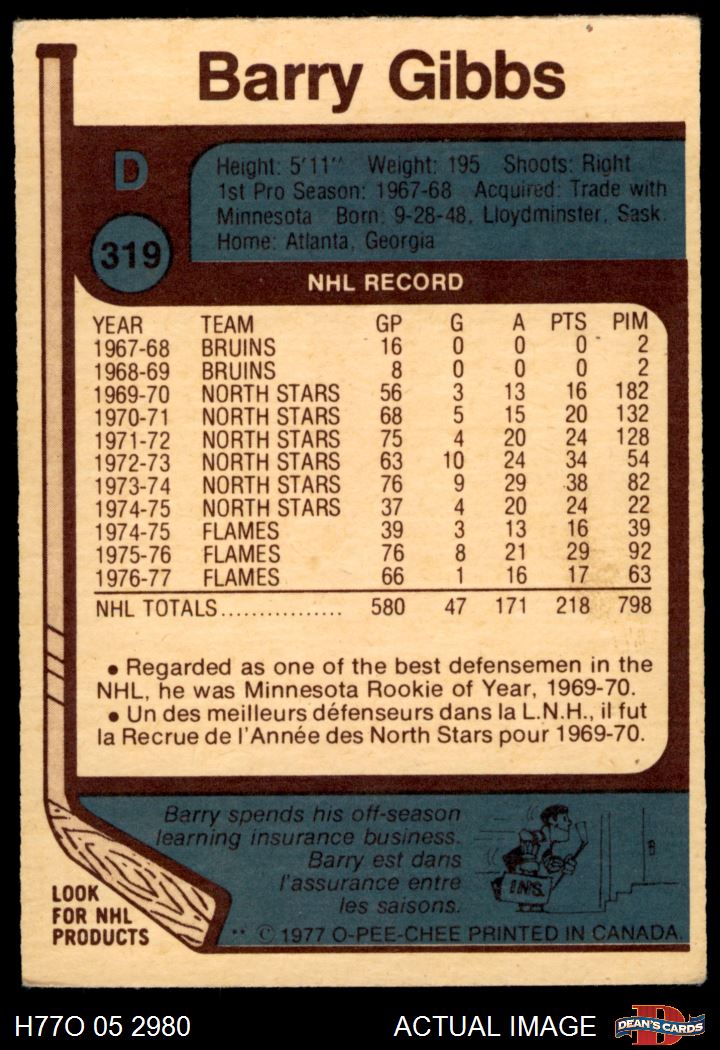 Barry Gibbs
D
319
Height: 5'11'' Weight: 195 Shoots: Right
1st Pro Season: 1967-68 Acquired: Trade with
Minnesota Born: 9-28-48, Lloydminster, Sask.
Home: Atlanta, Georgia
NHL RECORD
YEAR TEAM GP G A PTS PIM
1967-68 BRUINS 16 0 0 0 2
1968-69 BRUINS 8 0 0 0 2
1969-70 NORTH STARS 56 3 13 16 182
1970-71 NORTH STARS 68 5 15 20 132
1971-72 NORTH STARS 75 4 20 24 128
1972-73 NORTH STARS 63 10 24 34 54
1973-74 NORTH STARS 76 9 29 38 82
1974-75 NORTH STARS 37 4 20 24 22
1974-75 FLAMES 39 3 13 16 39
1975-76 FLAMES 76 8 21 29 92
1976-77 FLAMES 66 1 16 17 63
NHL TOTALS................ 580 47 171 218 798
• Regarded as one of the best defensemen in the
NHL, he was Minnesota Rookie of Year, 1969-70.
• Un des meilleurs défenseurs dans la L.N.H., il fut
la Recrue de l'Année des North Stars pour 1969-70.
Barry spends his off-season
learning insurance business.
Barry est dans
l'assurance entre
les saisons.
INS.
LOOK
FOR NHL
PRODUCTS
** © 1977 O-PEE-CHEE PRINTED IN CANADA.
H77O 05 2980
ACTUAL IMAGE
D
DEAN'S CARDS